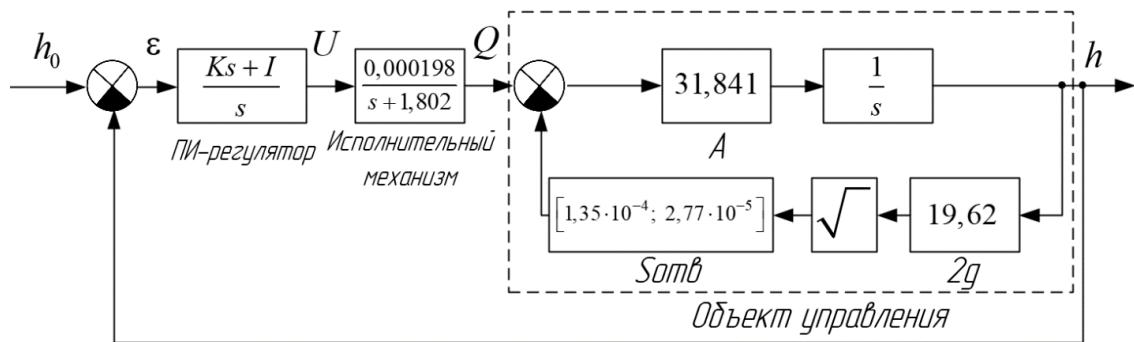 h₀ ε U Q h
Ks + I
s
0,000198
s + 1,802
31,841
1
s
ПИ-регулятор
Исполнительный
механизм
A
[1,35·10⁻⁴; 2,77·10⁻⁵]
√
19,62
Sотв
2g
Объект управления